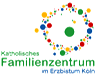 Katholisches
Familienzentrum
im Erzbistum Köln